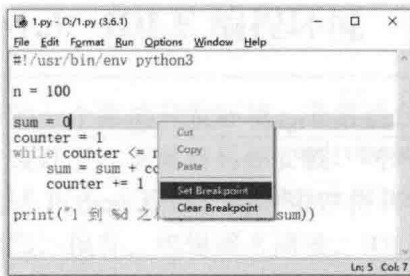 1.py - D:/1.py (3.6.1)
File Edit Format Run Options Window Help
#!/usr/bin/env python3
n = 100
sum = 0
counter = 1
while counter <=
sum = sum +
counter += 1
print("1 到 %d 之 sum))
Cut
Copy
Paste
Set Breakpoint
Clear Breakpoint
Ln: 5 Col: 7